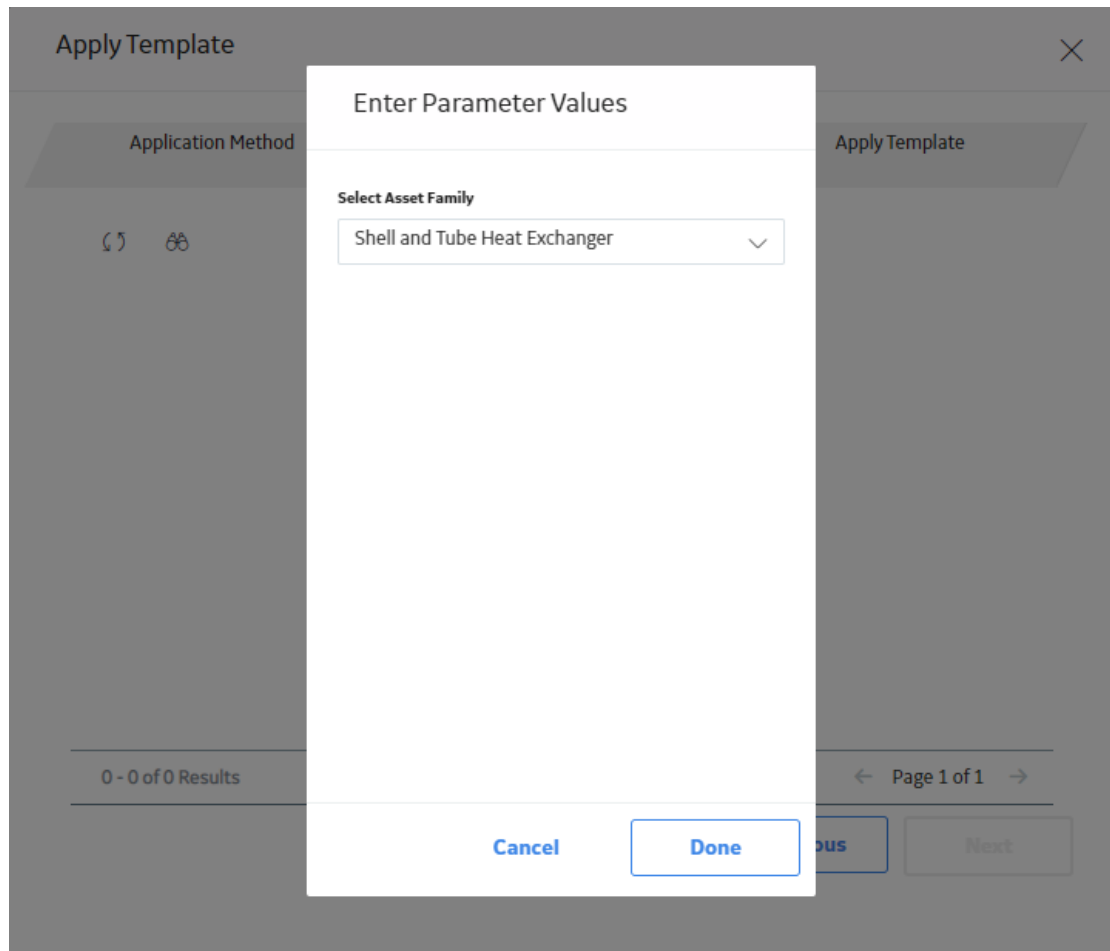 Apply Template
Enter Parameter Values
Application Method
Apply Template
Select Asset Family
Shell and Tube Heat Exchanger
0 - 0 of 0 Results
Page 1 of 1
Cancel
Done
ous
Next